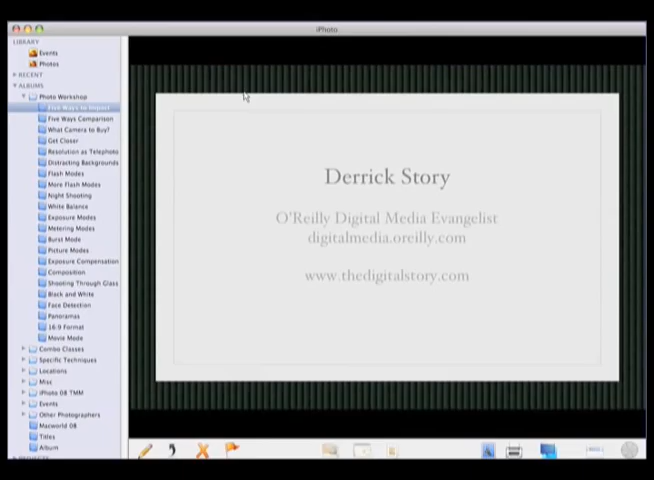 iPhoto
LIBRARY
Events
Photos
RECENT
ALBUMS
Photo Workshop
Five Ways to Import
Five Ways Comparison
What Camera to Buy?
Get Closer
Resolution as Telephoto
Distracting Backgrounds
Flash Modes
More Flash Modes
Night Shooting
White Balance
Exposure Modes
Metering Modes
Burst Mode
Picture Modes
Exposure Compensation
Composition
Shooting Through Glass
Black and White
Face Detection
Panoramas
16:9 Format
Movie Mode
Combo Classes
Specific Techniques
Locations
Misc
iPhoto 08 TMM
Events
Other Photographers
Macworld 08
Titles
Album
PROJECTS
Derrick Story
O'Reilly Digital Media Evangelist
digitalmedia.oreilly.com
www.thedigitalstory.com